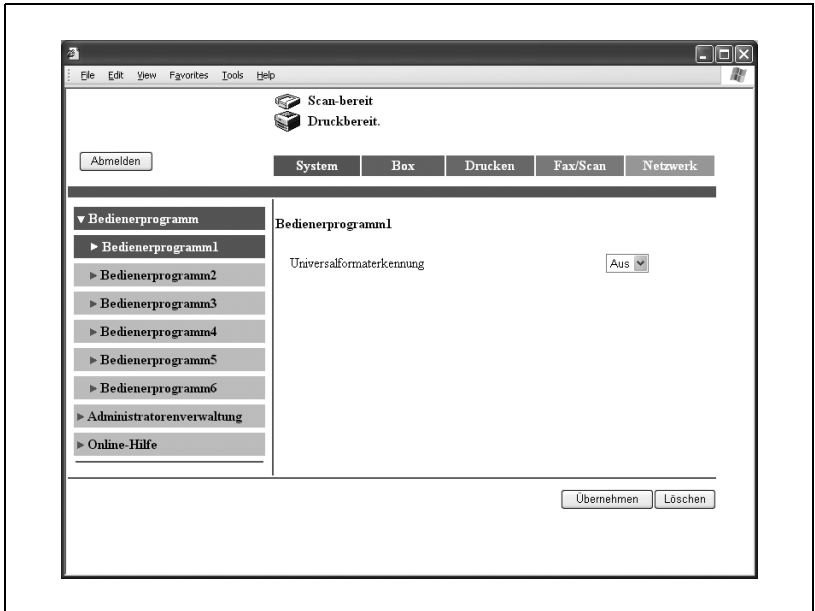 File Edit View Favorites Tools Help
Scan-bereit
Druckbereit.
Abmelden
System Box Drucken Fax/Scan Netzwerk
Bedienerprogramm
Bedienerprogramm1
Bedienerprogramm2
Bedienerprogramm3
Bedienerprogramm4
Bedienerprogramm5
Bedienerprogramm6
Administratorenverwaltung
Online-Hilfe
Bedienerprogramm1
Universalformaterkennung Aus
Übernehmen Löschen